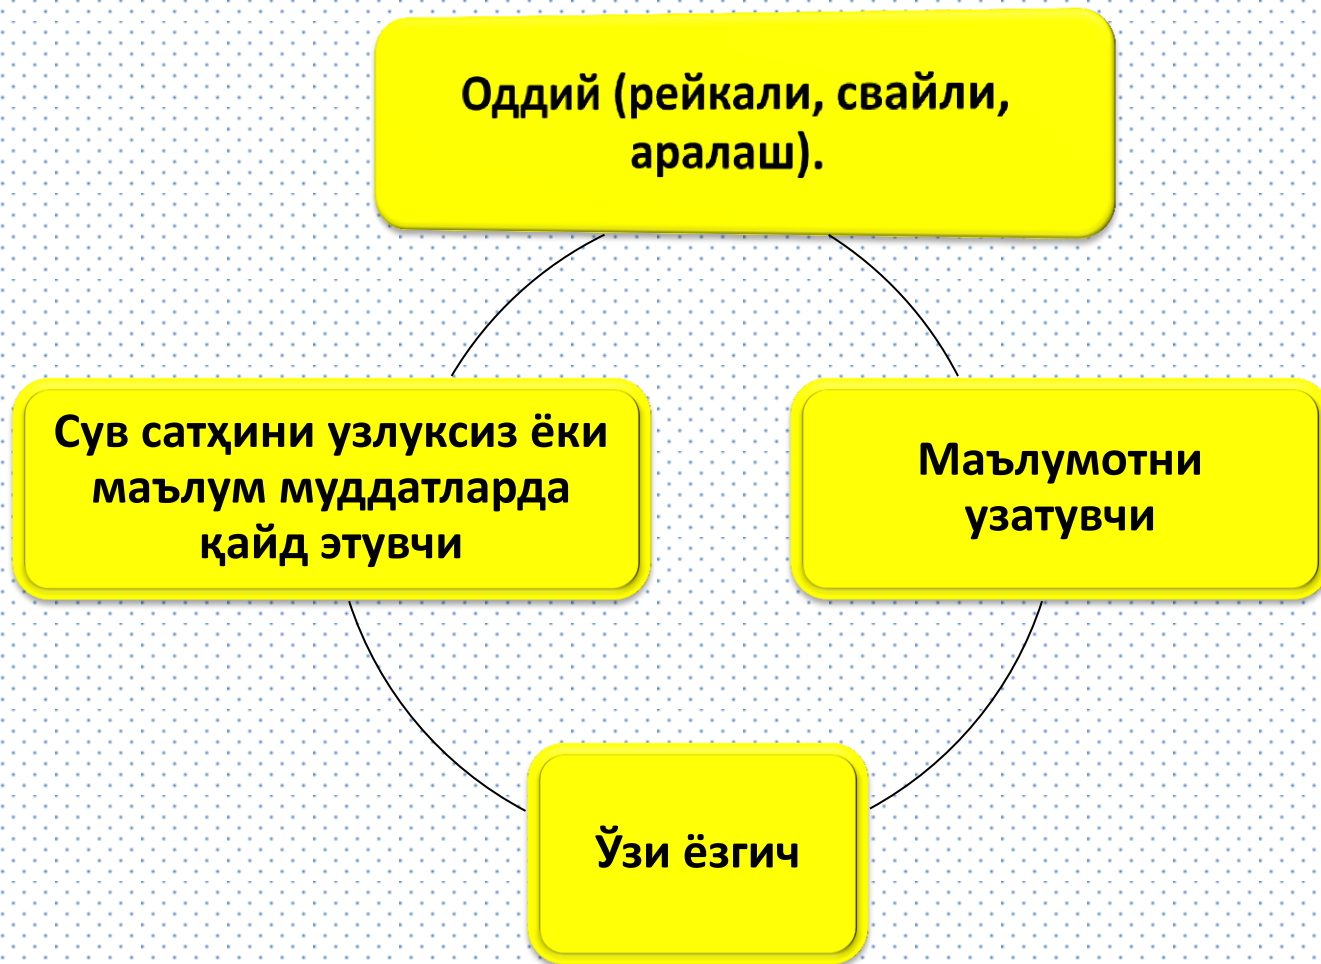 Оддий (рейкали, свайли,
аралаш).
Сув сатҳини узлуксиз ёки
маълум муддатларда
қайд этувчи
Маълумотни
узатувчи
Ўзи ёзгич